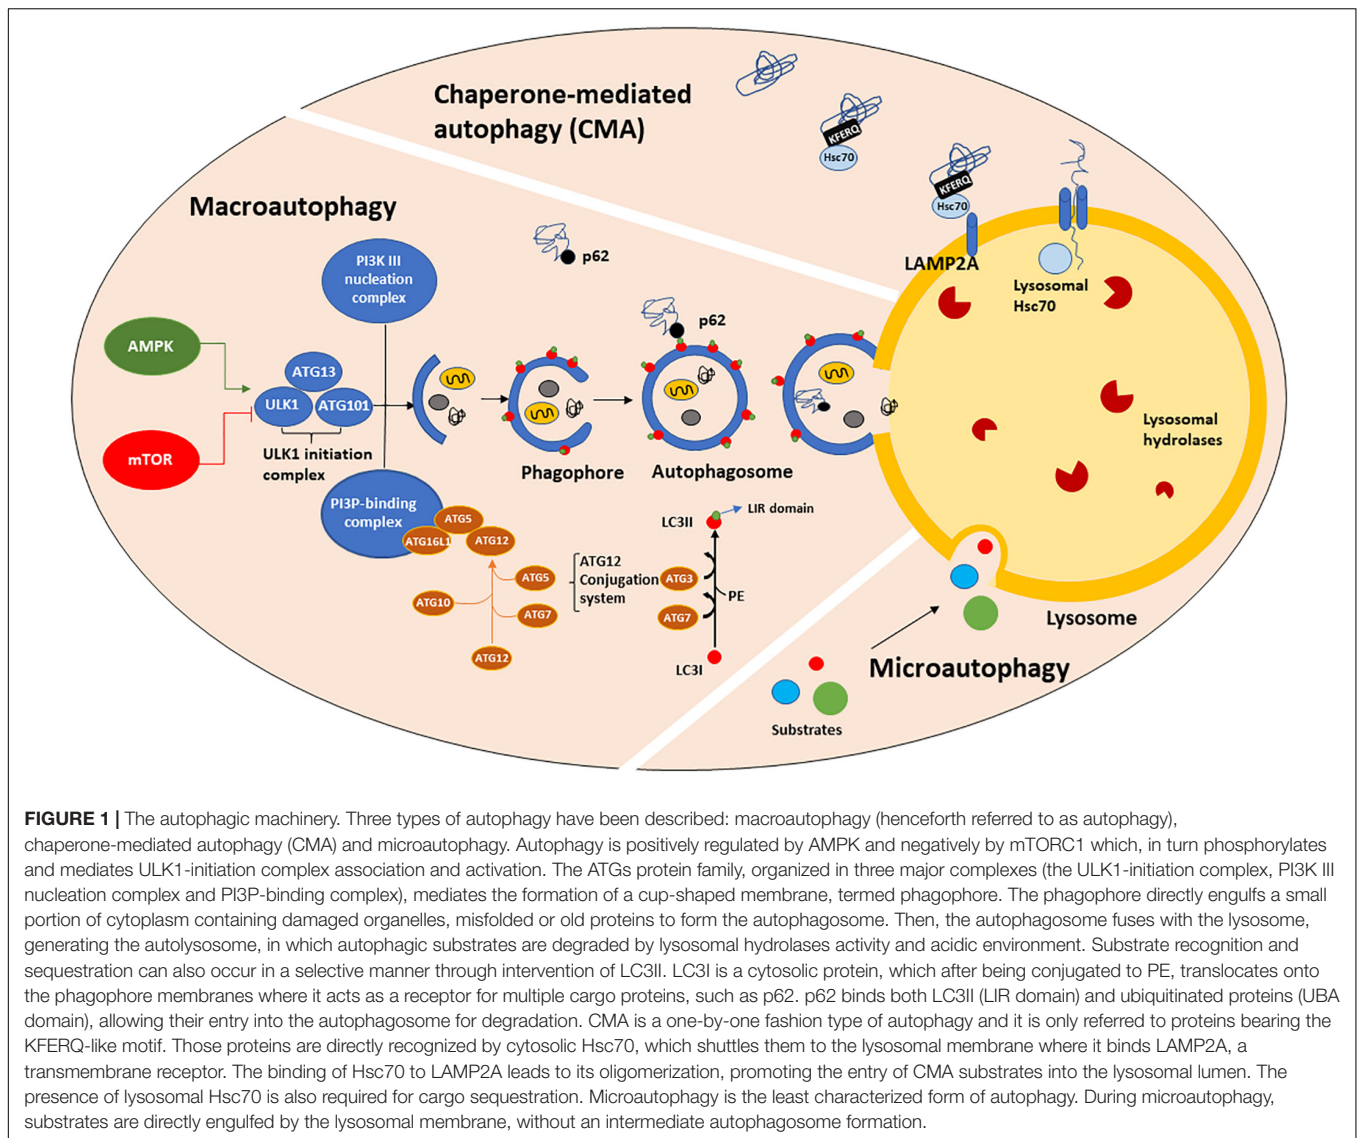 Chaperone-mediated
autophagy (CMA)
KFERQ
Hsc70
KFERQ
Hsc70
LAMP2A
Lysosomal
Hsc70
Macroautophagy
PI3K III
nucleation
complex
p62
p62
AMPK
ATG13
ULK1
ATG101
mTOR
ULK1 initiation
complex
Phagophore
Autophagosome
Lysosomal
hydrolases
PI3P-binding
complex
ATG5
ATG16L1
ATG12
LC3II
LIR domain
ATG5
ATG10
ATG7
ATG12
ATG12
Conjugation
system
ATG3
ATG7
PE
LC3I
Lysosome
Microautophagy
Substrates
FIGURE 1 | The autophagic machinery. Three types of autophagy have been described: macroautophagy (henceforth referred to as autophagy),
chaperone-mediated autophagy (CMA) and microautophagy. Autophagy is positively regulated by AMPK and negatively by mTORC1 which, in turn phosphorylates
and mediates ULK1-initiation complex association and activation. The ATGs protein family, organized in three major complexes (the ULK1-initiation complex, PI3K III
nucleation complex and PI3P-binding complex), mediates the formation of a cup-shaped membrane, termed phagophore. The phagophore directly engulfs a small
portion of cytoplasm containing damaged organelles, misfolded or old proteins to form the autophagosome. Then, the autophagosome fuses with the lysosome,
generating the autolysosome, in which autophagic substrates are degraded by lysosomal hydrolases activity and acidic environment. Substrate recognition and
sequestration can also occur in a selective manner through intervention of LC3II. LC3I is a cytosolic protein, which after being conjugated to PE, translocates onto
the phagophore membranes where it acts as a receptor for multiple cargo proteins, such as p62. p62 binds both LC3II (LIR domain) and ubiquitinated proteins (UBA
domain), allowing their entry into the autophagosome for degradation. CMA is a one-by-one fashion type of autophagy and it is only referred to proteins bearing the
KFERQ-like motif. Those proteins are directly recognized by cytosolic Hsc70, which shuttles them to the lysosomal membrane where it binds LAMP2A, a
transmembrane receptor. The binding of Hsc70 to LAMP2A leads to its oligomerization, promoting the entry of CMA substrates into the lysosomal lumen. The
presence of lysosomal Hsc70 is also required for cargo sequestration. Microautophagy is the least characterized form of autophagy. During microautophagy,
substrates are directly engulfed by the lysosomal membrane, without an intermediate autophagosome formation.